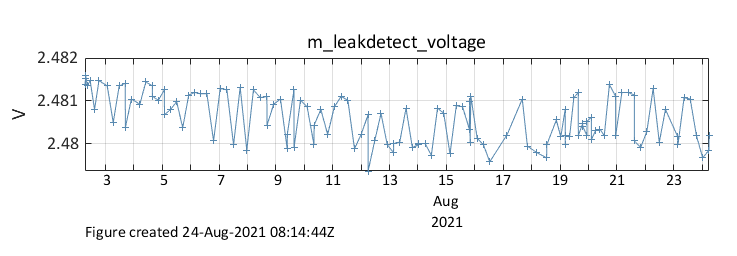 m_leakdetect_voltage
2.482
2.481
2.48
V
3 5 7 9 11 13 15 17 19 21 23
Aug
2021
Figure created 24-Aug-2021 08:14:44Z